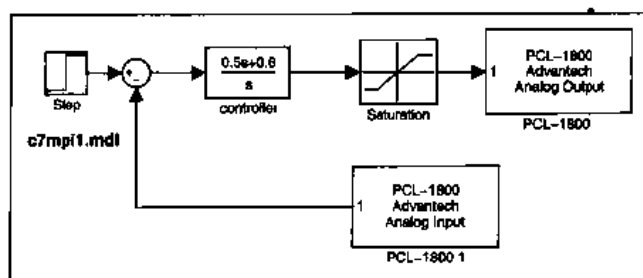 PCL-1800
Advantech
Analog Output
1
PCL-1800
+
-
0.5s+0.6
s
controller
Saturation
Step
c7mpi1.mdl
PCL-1800
Advantech
Analog Input
1
PCL-1800 1